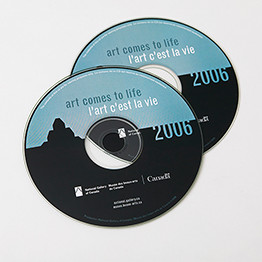 art comes to life
l'art c'est la vie
2006
art comes to life
l'art c'est la vie
2006
National Gallery
of Canada
Musée des beaux-arts
du Canada
Canada